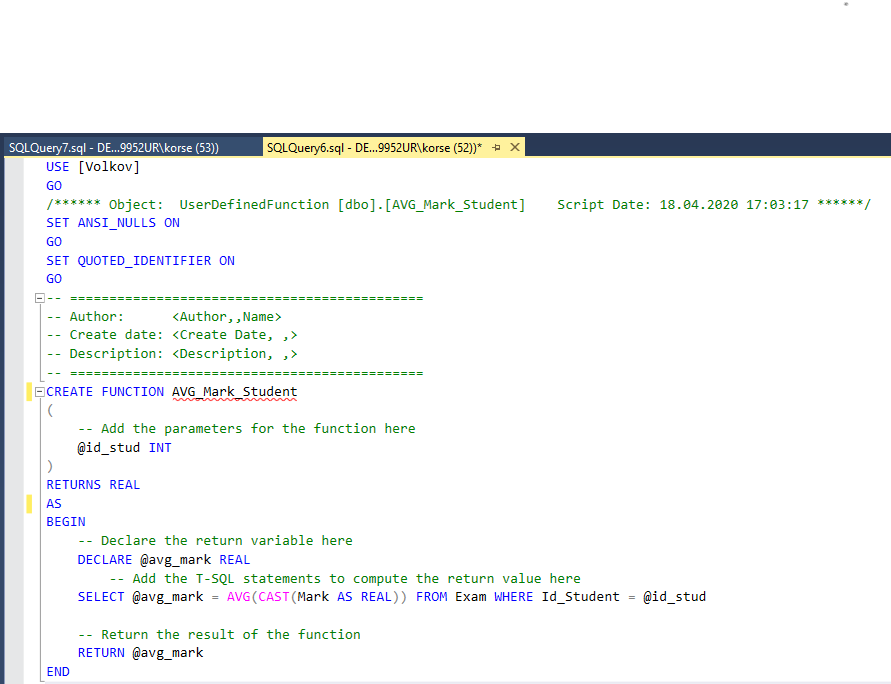 SQLQuery7.sql - DE...9952UR\korse (53))
SQLQuery6.sql - DE...9952UR\korse (52))*
USE [Volkov]
GO
/****** Object:  UserDefinedFunction [dbo].[AVG_Mark_Student]    Script Date: 18.04.2020 17:03:17 ******/
SET ANSI_NULLS ON
GO
SET QUOTED_IDENTIFIER ON
GO
-- =============================================
-- Author:      <Author,,Name>
-- Create date: <Create Date, ,>
-- Description: <Description, ,>
-- =============================================
CREATE FUNCTION AVG_Mark_Student
(
    -- Add the parameters for the function here
    @id_stud INT
)
RETURNS REAL
AS
BEGIN
    -- Declare the return variable here
    DECLARE @avg_mark REAL
        -- Add the T-SQL statements to compute the return value here
    SELECT @avg_mark = AVG(CAST(Mark AS REAL)) FROM Exam WHERE Id_Student = @id_stud
    -- Return the result of the function
    RETURN @avg_mark
END